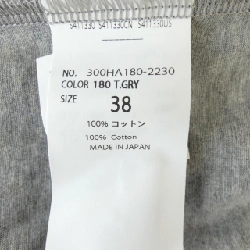 NO. 300HA180-2230
COLOR 180 T.GRY
SIZE 38
100% コットン
100% Cotton
MADE IN JAPAN